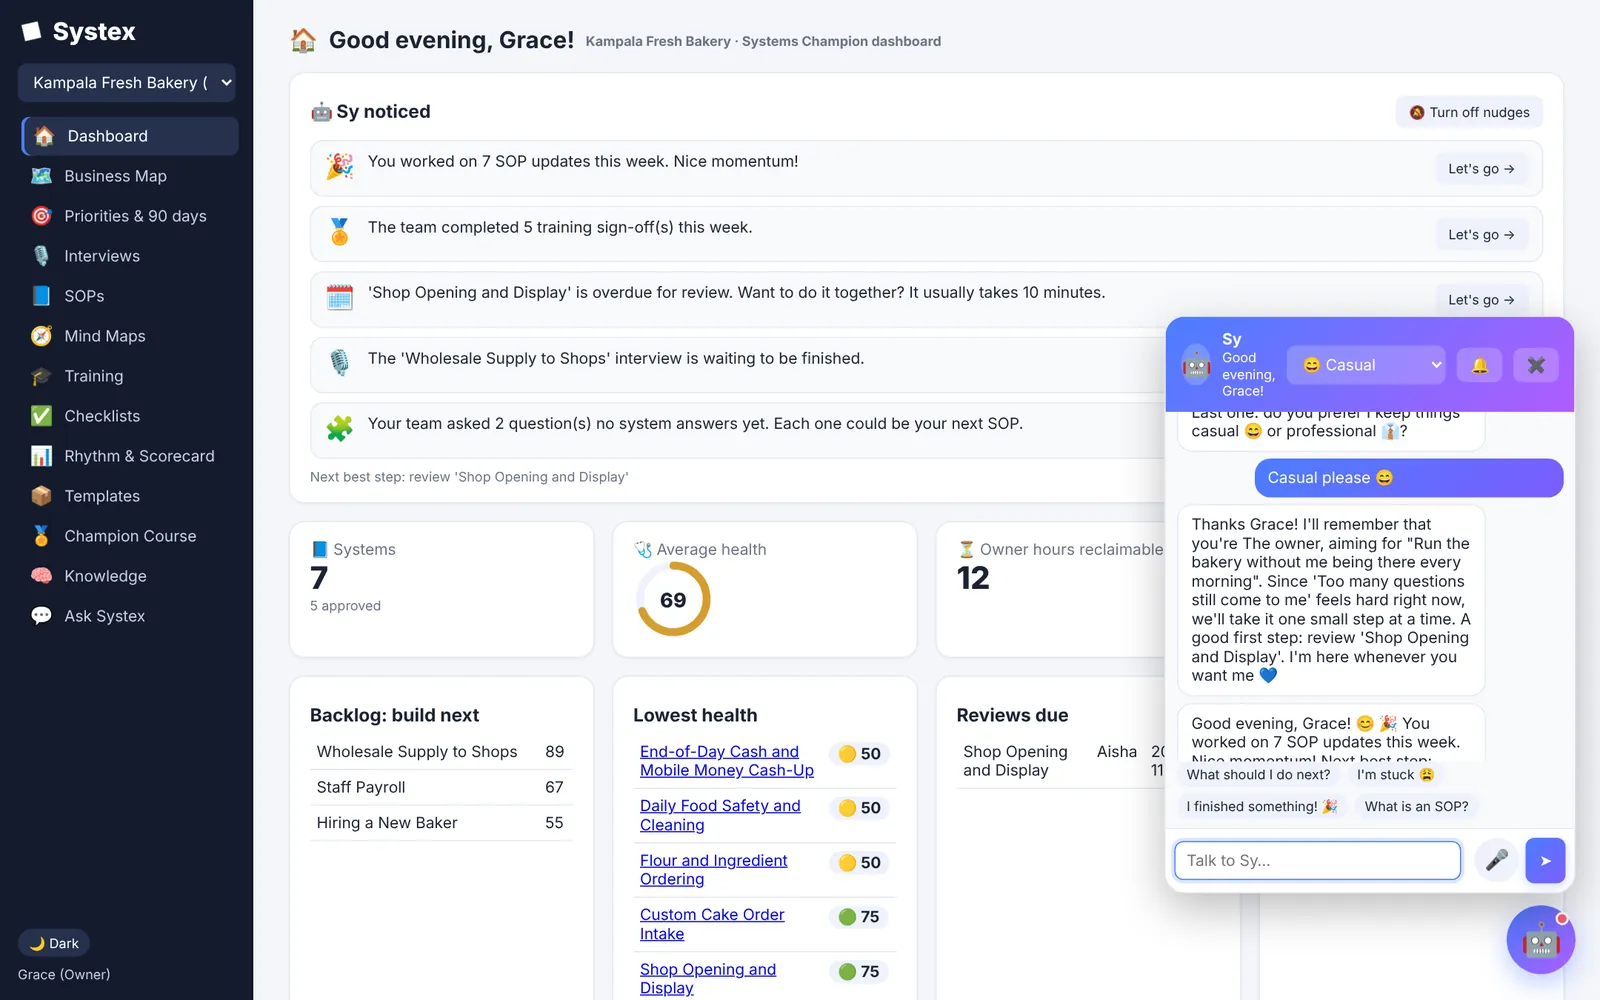 Systex
Kampala Fresh Bakery (
Dashboard
Business Map
Priorities & 90 days
Interviews
SOPs
Mind Maps
Training
Checklists
Rhythm & Scorecard
Templates
Champion Course
Knowledge
Ask Systex
Dark
Grace (Owner)
Good evening, Grace!
Kampala Fresh Bakery · Systems Champion dashboard
Sy noticed
Turn off nudges
You worked on 7 SOP updates this week. Nice momentum!
Let's go →
The team completed 5 training sign-off(s) this week.
Let's go →
'Shop Opening and Display' is overdue for review. Want to do it together? It usually takes 10 minutes.
Let's go →
The 'Wholesale Supply to Shops' interview is waiting to be finished.
Your team asked 2 question(s) no system answers yet. Each one could be your next SOP.
Next best step: review 'Shop Opening and Display'
Systems
7
5 approved
Average health
69
Owner hours reclaimable
12
Backlog: build next
Wholesale Supply to Shops 89
Staff Payroll 67
Hiring a New Baker 55
Lowest health
End-of-Day Cash and
Mobile Money Cash-Up
50
Daily Food Safety and
Cleaning
50
Flour and Ingredient
Ordering
50
Custom Cake Order
Intake
75
Shop Opening and
Display
75
Reviews due
Shop Opening
and Display
Aisha
Sy
Good
evening,
Grace!
Casual
Last one: do you prefer I keep things
casual 😄 or professional 👔?
Casual please 😄
Thanks Grace! I'll remember that
you're The owner, aiming for "Run the
bakery without me being there every
morning". Since 'Too many questions
still come to me' feels hard right now,
we'll take it one small step at a time. A
good first step: review 'Shop Opening
and Display'. I'm here whenever you
want me 💙
Good evening, Grace! 😊 🎉 You
worked on 7 SOP updates this week.
Nice momentum! Next best step:
What should I do next?
I'm stuck 😩
I finished something! 🎉
What is an SOP?
Talk to Sy...